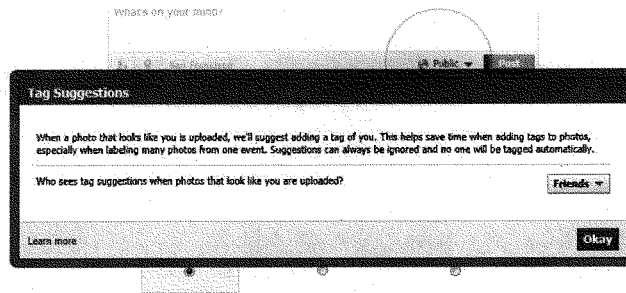 What's on your mind?
Public
Post
Tag Suggestions
When a photo that looks like you is uploaded, we'll suggest adding a tag of you. This helps save time when adding tags to photos,
especially when labeling many photos from one event. Suggestions can always be ignored and no one will be tagged automatically.
Who sees tag suggestions when photos that look like you are uploaded?
Friends
Learn more
Okay